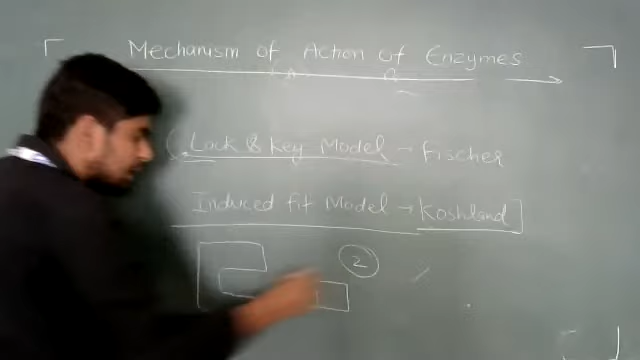 Mechanism of Action of Enzymes
Lock & Key Model - Fischer
Induced fit Model → Koshland
2